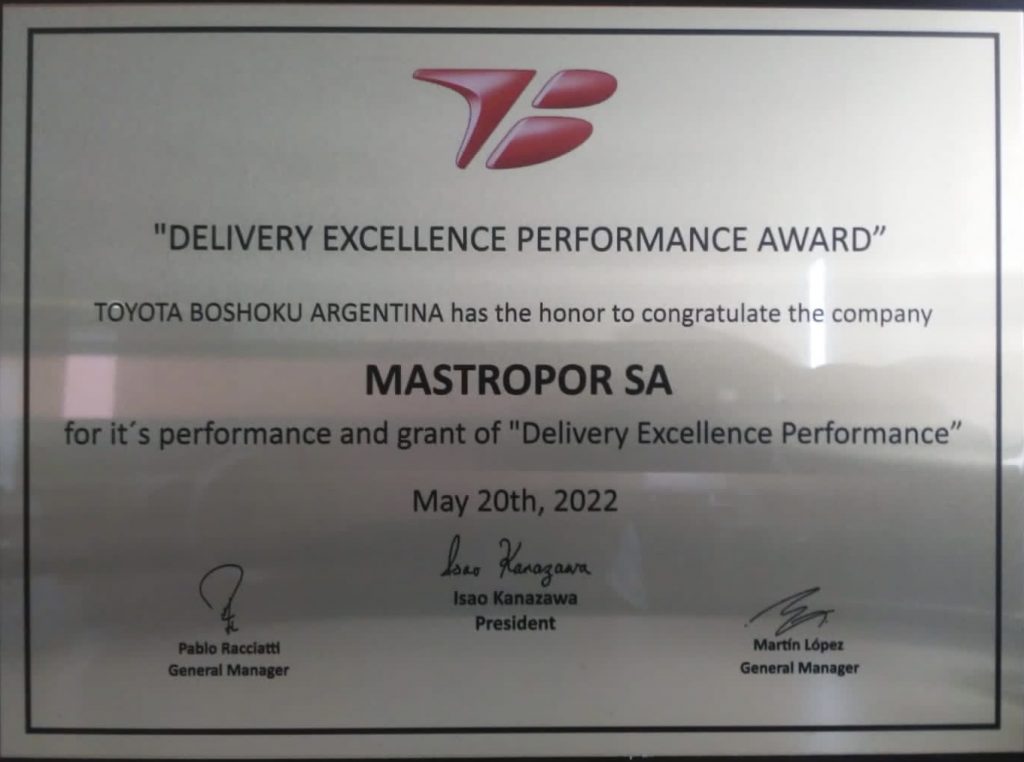 TB
"DELIVERY EXCELLENCE PERFORMANCE AWARD”
TOYOTA BOSHOKU ARGENTINA has the honor to congratulate the company
MASTROPOR SA
for it´s performance and grant of "Delivery Excellence Performance”
May 20th, 2022
Isao Kanazawa
Isao Kanazawa
President
Pablo Racciatti
General Manager
Martín López
General Manager